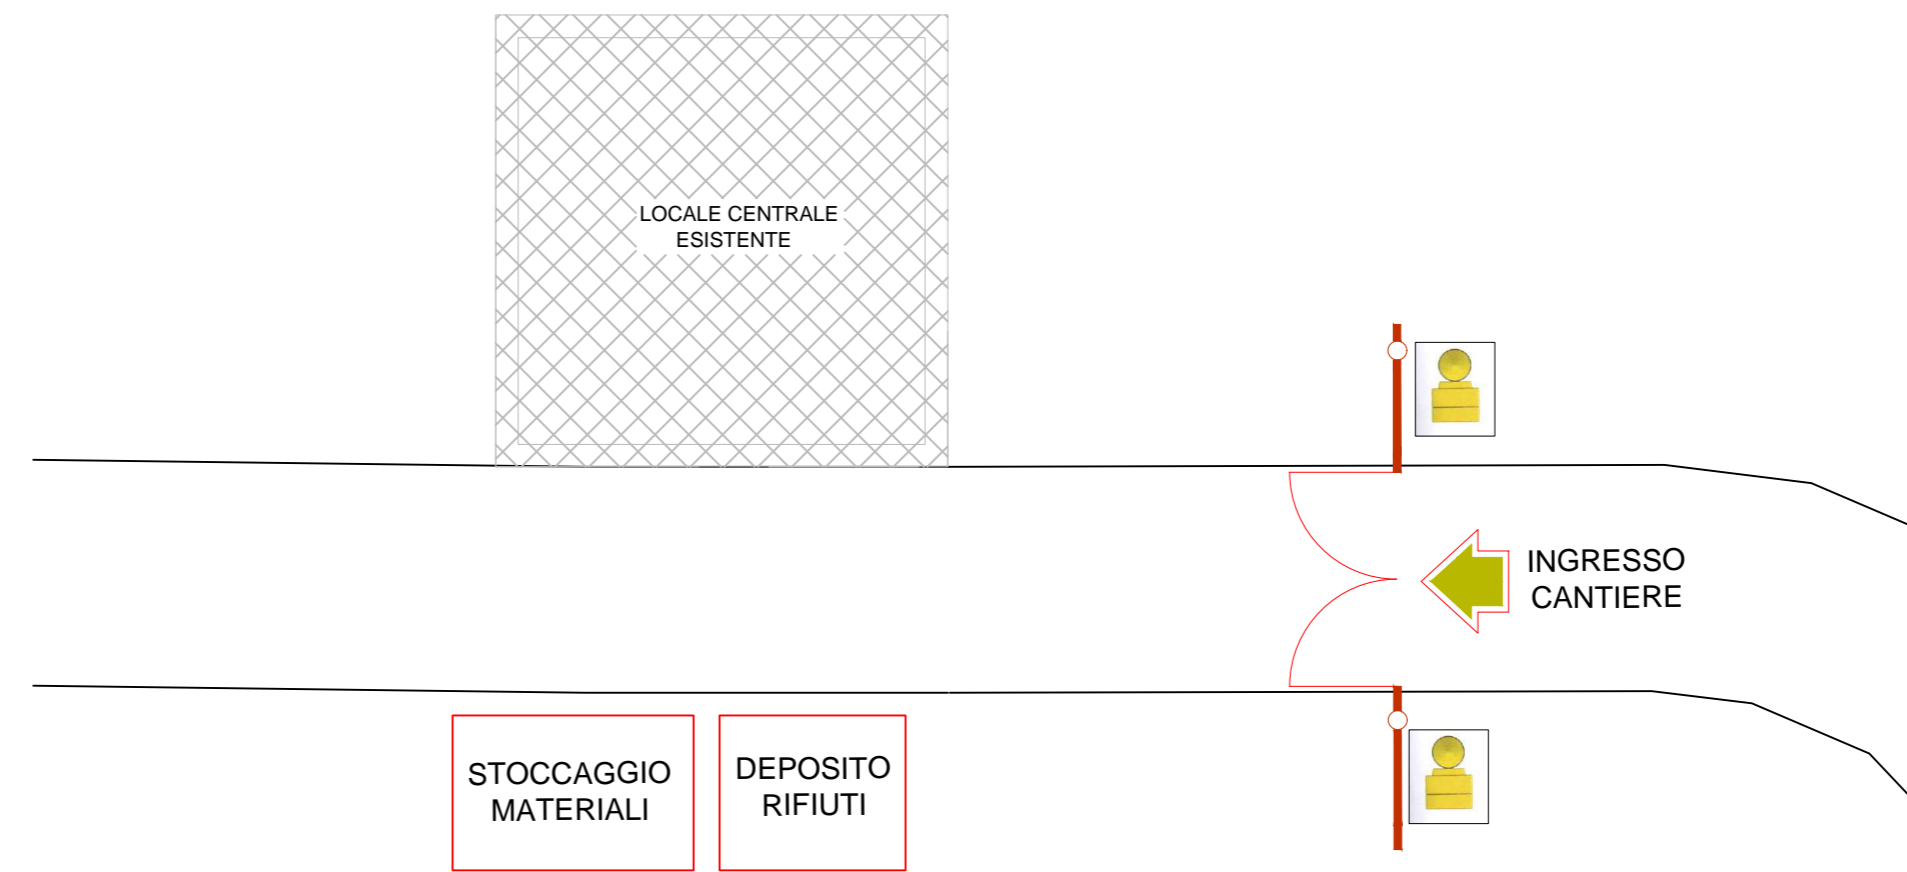 LOCALE CENTRALE
ESISTENTE
INGRESSO
CANTIERE
STOCCAGGIO
MATERIALI
DEPOSITO
RIFIUTI